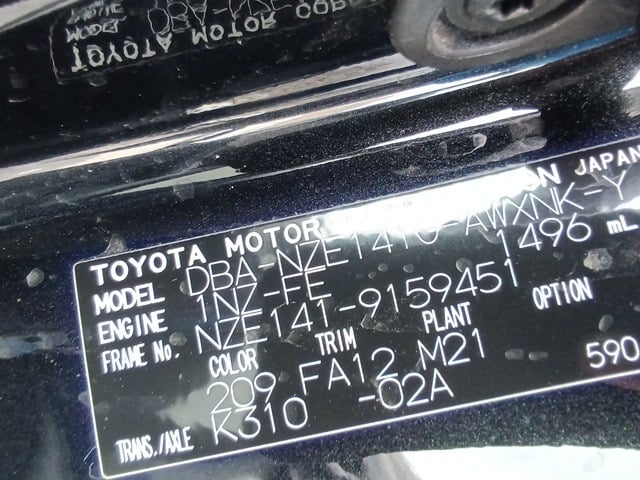 TOYOTA MOTOR JAPAN
MODEL DBA-NZE141G-AWXNK-Y
ENGINE 1NZ-FE 1496 mL
FRAME No. NZE141-9159451
COLOR TRIM PLANT OPTION
209 FA12 M21
TRANS./AXLE K310 -02A 590